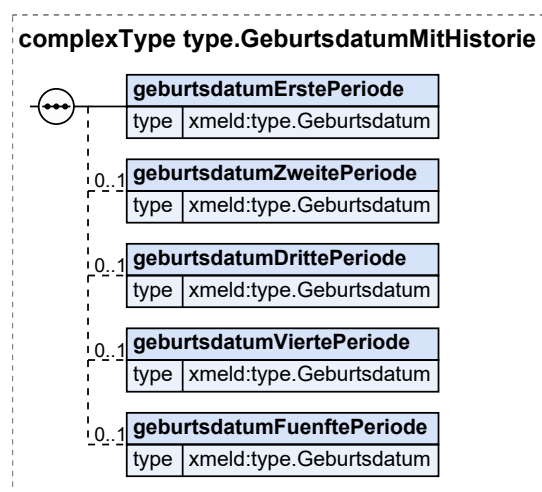 complexType type.GeburtsdatumMitHistorie
geburtsdatumErstePeriode
type xmeld:type.Geburtsdatum
0..1 geburtsdatumZweitePeriode
type xmeld:type.Geburtsdatum
0..1 geburtsdatumDrittePeriode
type xmeld:type.Geburtsdatum
0..1 geburtsdatumViertePeriode
type xmeld:type.Geburtsdatum
0..1 geburtsdatumFuenftePeriode
type xmeld:type.Geburtsdatum